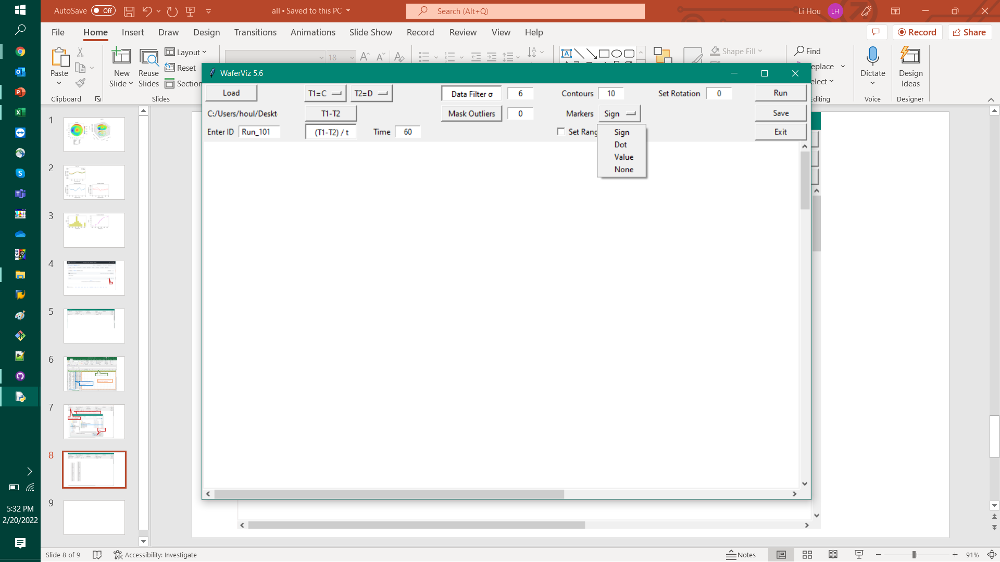 AutoSave Off
all • Saved to this PC
Search (Alt+Q)
Li Hou LH
File Home Insert Draw Design Transitions Animations Slide Show Record Review View Help
Record Share
Paste
New Slide
Reuse Slides
Layout
Reset
Section
18
Shape Fill
Find
eplace
elect
Dictate
Design Ideas
Clipboard Slides diting Voice Designer
WaferViz 5.6
Load T1=C T2=D Data Filter σ 6 Contours 10 Set Rotation 0 Run
C:/Users/houl/Deskt T1-T2 Mask Outliers 0 Markers Sign Save
Enter ID Run_101 (T1-T2) / t Time 60 Set Rang Exit
Sign
Dot
Value
None
1
2
3
4
5
6
7
8
9
5:32 PM
2/20/2022
Slide 8 of 9 Accessibility: Investigate Notes 91%